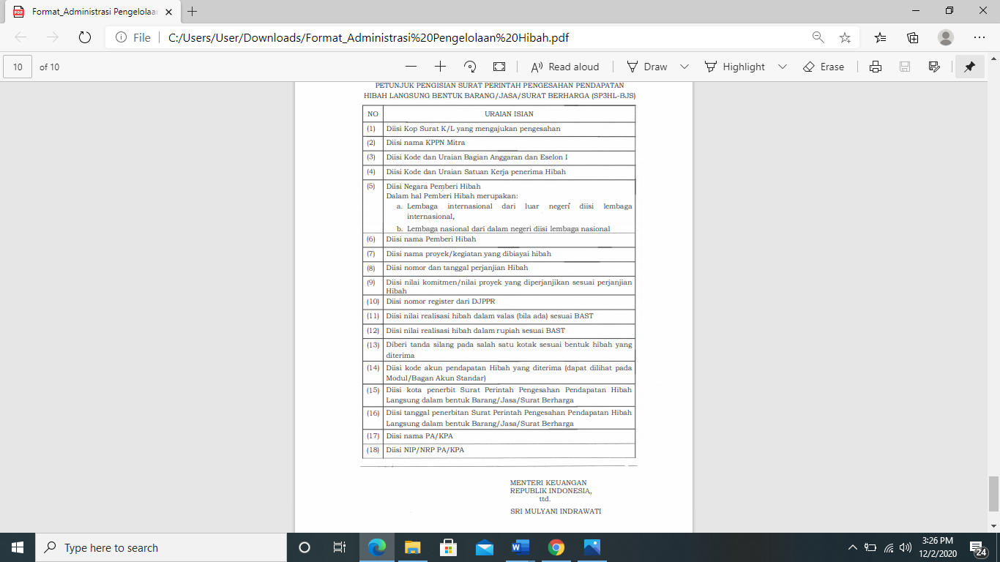 Format_Administrasi Pengelolaan
File
C:/Users/User/Downloads/Format_Administrasi%20Pengelolaan%20Hibah.pdf
10 of 10
Read aloud
Draw
Highlight
Erase
PETUNJUK PENGISIAN SURAT PERINTAH PENGESAHAN PENDAPATAN
HIBAH LANGSUNG BENTUK BARANG/JASA/SURAT BERHARGA (SP3HL-BJS)
NO URAIAN ISIAN
(1) Diisi Kop Surat K/L yang mengajukan pengesahan
(2) Diisi nama KPPN Mitra
(3) Diisi Kode dan Uraian Bagian Anggaran dan Eselon I
(4) Diisi Kode dan Uraian Satuan Kerja penerima Hibah
(5) Diisi Negara Pemberi Hibah
Dalam hal Pemberi Hibah merupakan:
a. Lembaga internasional dari luar negeri diisi lembaga
internasional,
b. Lembaga nasional dari dalam negeri diisi lembaga nasional
(6) Diisi nama Pemberi Hibah
(7) Diisi nama proyek/kegiatan yang dibiayai hibah
(8) Diisi nomor dan tanggal perjanjian Hibah
(9) Diisi nilai komitmen/nilai proyek yang diperjanjikan sesuai perjanjian
Hibah
(10) Diisi nomor register dari DJPPR
(11) Diisi nilai realisasi hibah dalam valas (bila ada) sesuai BAST
(12) Diisi nilai realisasi hibah dalam rupiah sesuai BAST
(13) Diberi tanda silang pada salah satu kotak sesuai bentuk hibah yang
diterima
(14) Diisi kode akun pendapatan Hibah yang diterima (dapat dilihat pada
Modul/Bagan Akun Standar)
(15) Diisi kota penerbit Surat Perintah Pengesahan Pendapatan Hibah
Langsung dalam bentuk Barang/Jasa/Surat Berharga
(16) Diisi tanggal penerbitan Surat Perintah Pengesahan Pendapatan Hibah
Langsung dalam bentuk Barang/Jasa/Surat Berharga
(17) Diisi nama PA/KPA
(18) Diisi NIP/NRP PA/KPA
MENTERI KEUANGAN
REPUBLIK INDONESIA,
ttd.
SRI MULYANI INDRAWATI
Type here to search
3:26 PM
12/2/2020
24